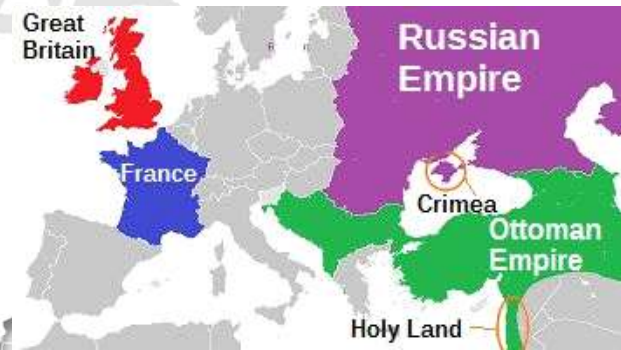 Great
Britain
Russian
Empire
France
Crimea
Ottoman
Empire
Holy Land